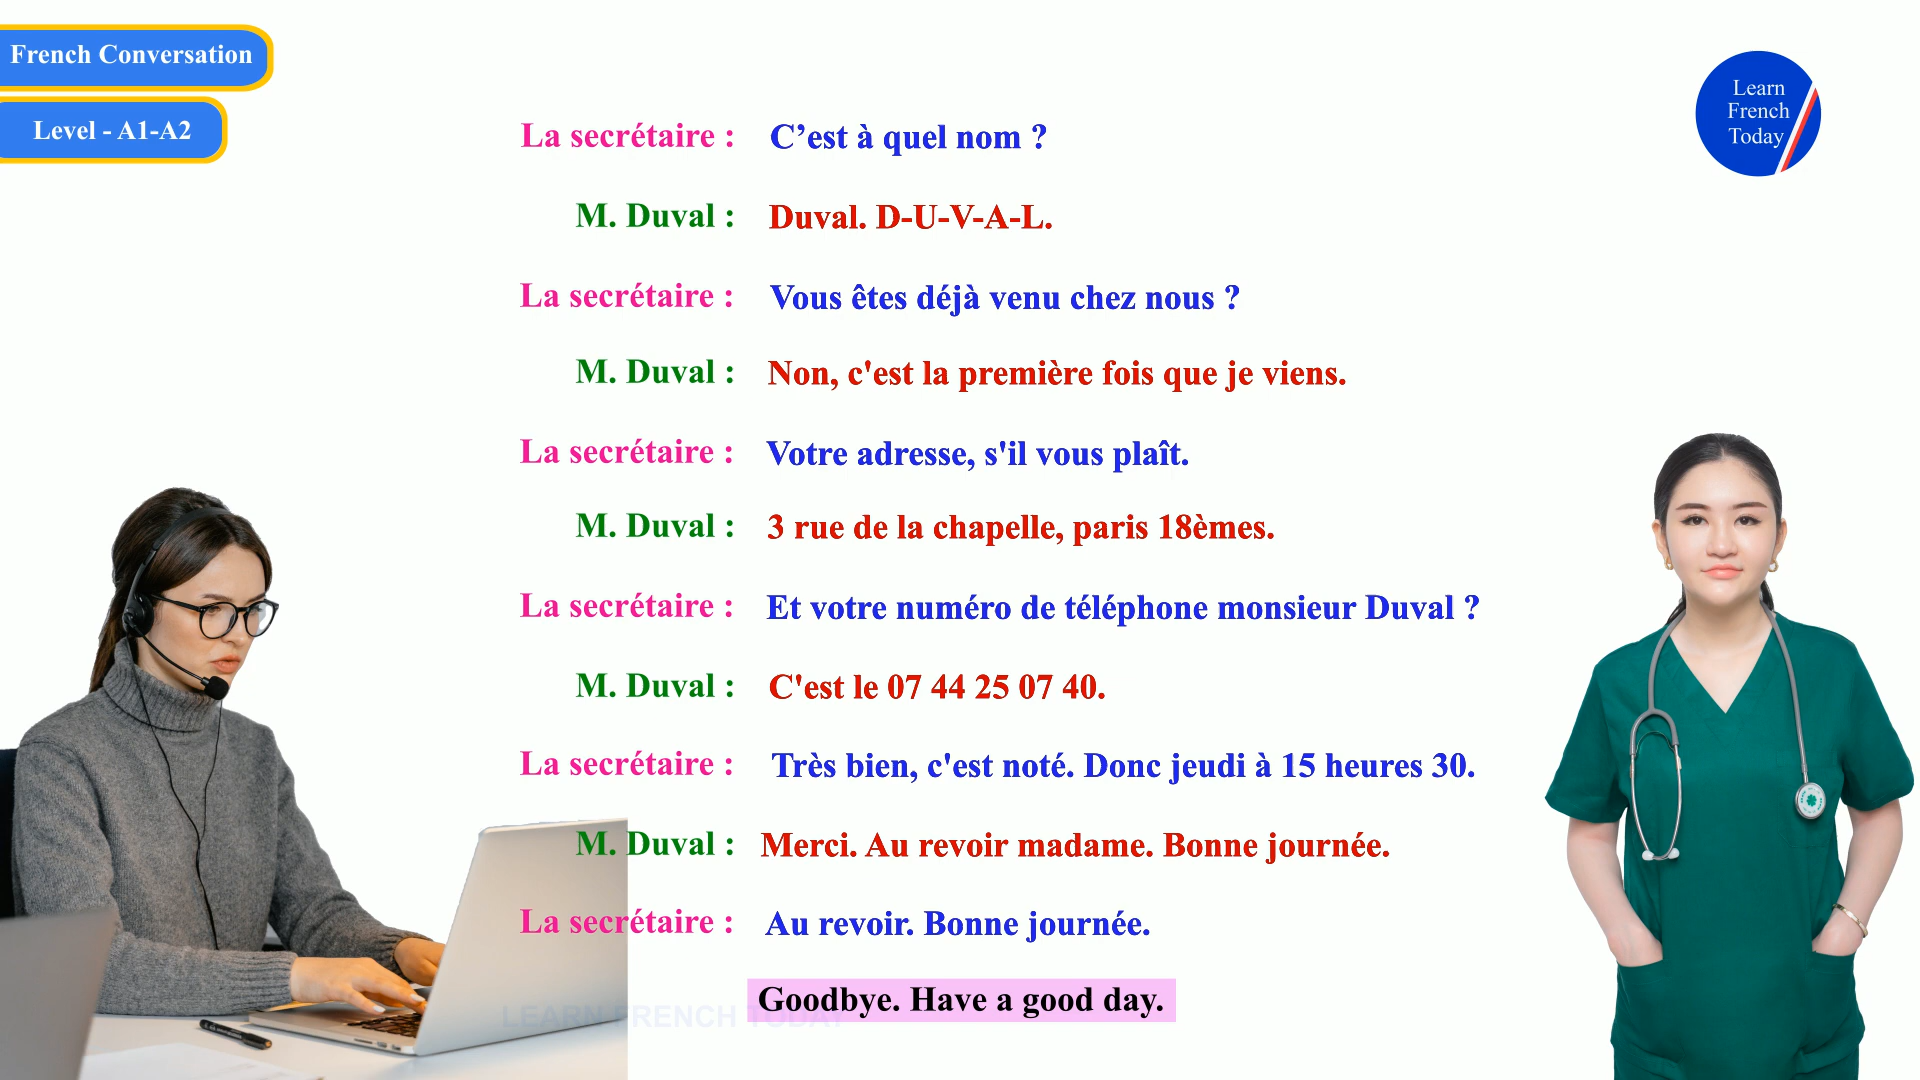 French Conversation
Level - A1-A2
Learn
French
Today
La secrétaire : C’est à quel nom ?
M. Duval : Duval. D-U-V-A-L.
La secrétaire : Vous êtes déjà venu chez nous ?
M. Duval : Non, c'est la première fois que je viens.
La secrétaire : Votre adresse, s'il vous plaît.
M. Duval : 3 rue de la chapelle, paris 18èmes.
La secrétaire : Et votre numéro de téléphone monsieur Duval ?
M. Duval : C'est le 07 44 25 07 40.
La secrétaire : Très bien, c'est noté. Donc jeudi à 15 heures 30.
M. Duval : Merci. Au revoir madame. Bonne journée.
La secrétaire : Au revoir. Bonne journée.
Goodbye. Have a good day.
LEARN FRENCH TODAY